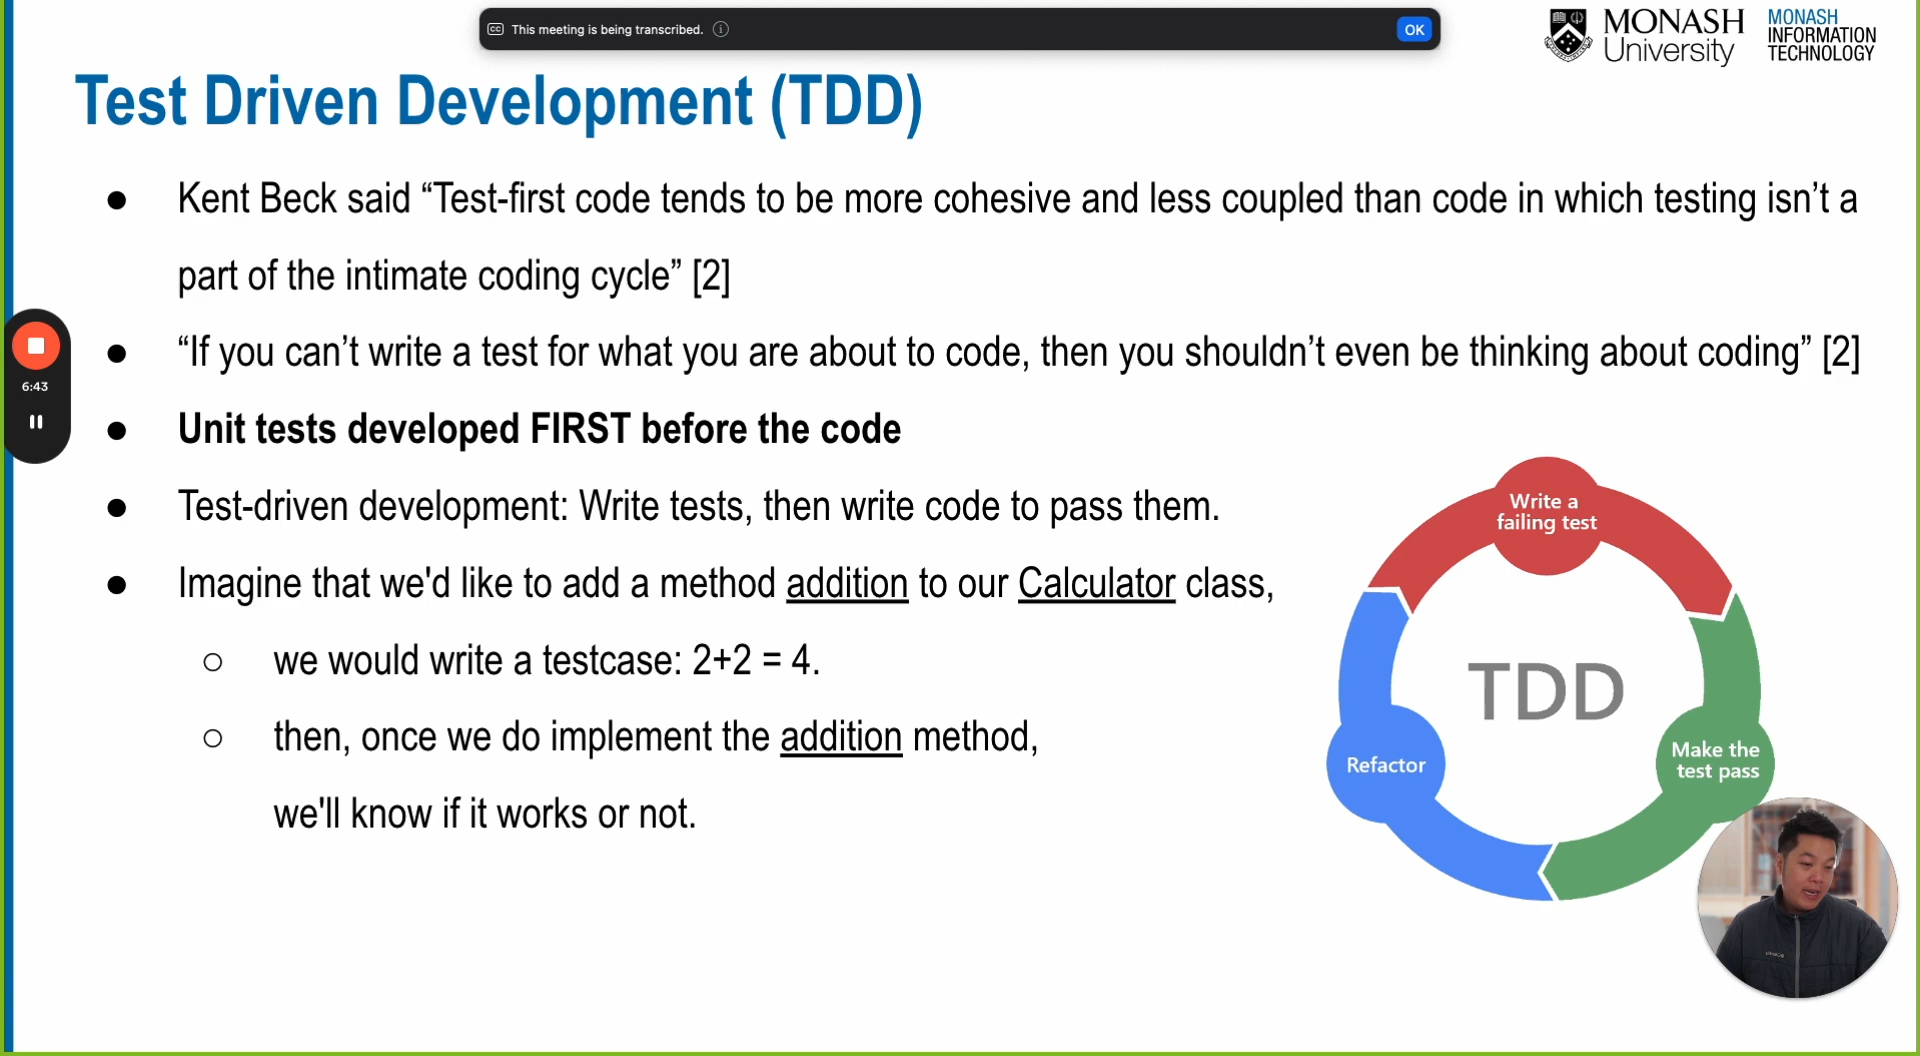 This meeting is being transcribed.
OK
MONASH
University
MONASH
INFORMATION
TECHNOLOGY
Test Driven Development (TDD)
● Kent Beck said “Test-first code tends to be more cohesive and less coupled than code in which testing isn’t a
part of the intimate coding cycle” [2]
● “If you can’t write a test for what you are about to code, then you shouldn’t even be thinking about coding” [2]
● Unit tests developed FIRST before the code
● Test-driven development: Write tests, then write code to pass them.
● Imagine that we'd like to add a method addition to our Calculator class,
○ we would write a testcase: 2+2 = 4.
○ then, once we do implement the addition method,
we'll know if it works or not.
6:43
Write a
failing test
TDD
Make the
test pass
Refactor